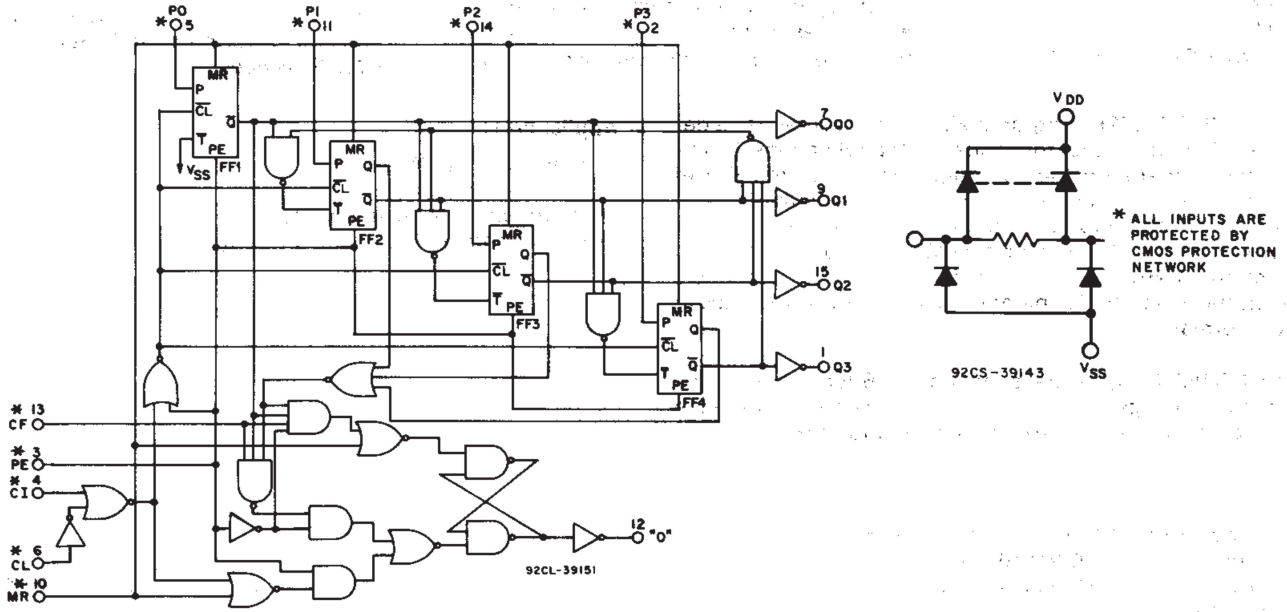 P0
* 5
P1
* 11
P2
* 14
P3
* 2
MR
P
CL
T
PE
Q
FF1
VSS
MR
P
CL
T
PE
Q
Q
FF2
MR
P
CL
T
PE
Q
Q
FF3
MR
P
CL
T
PE
Q
Q
FF4
7
Q0
9
Q1
15
Q2
1
Q3
* 13
CF
* 3
PE
* 4
CI
* 6
CL
* 10
MR
12
"0"
92CL-39151
VDD
* ALL INPUTS ARE
PROTECTED BY
CMOS PROTECTION
NETWORK
VSS
92CS-39143